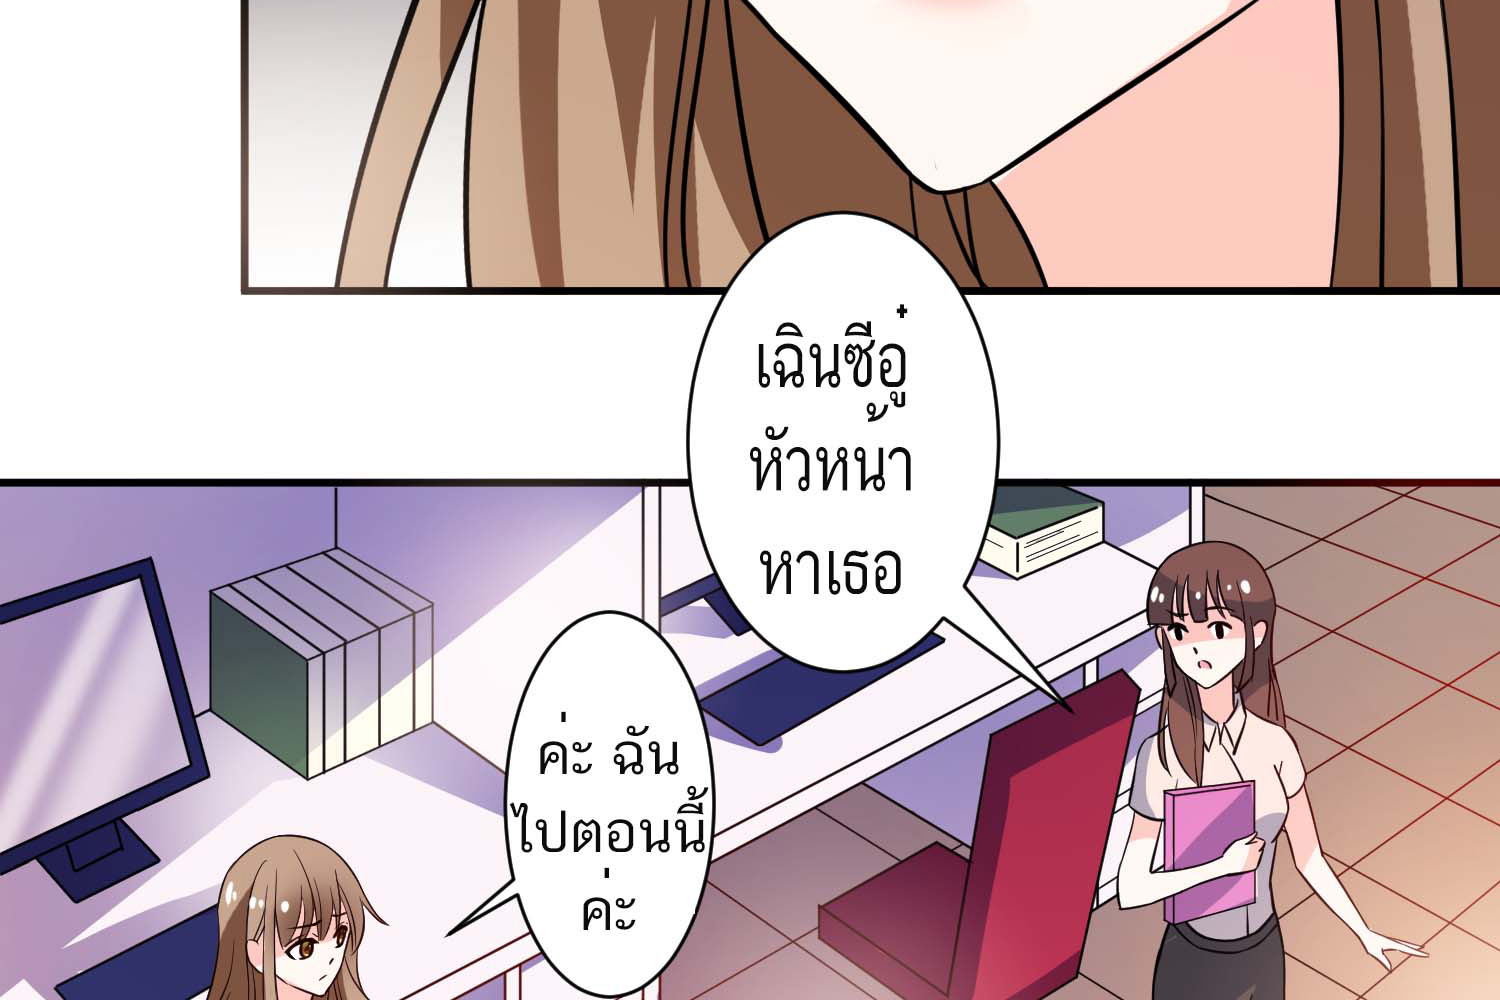 เฉินซีอู๋
หัวหน้า
หาเธอ
ค่ะ ฉัน
ไปตอนนี้
ค่ะ